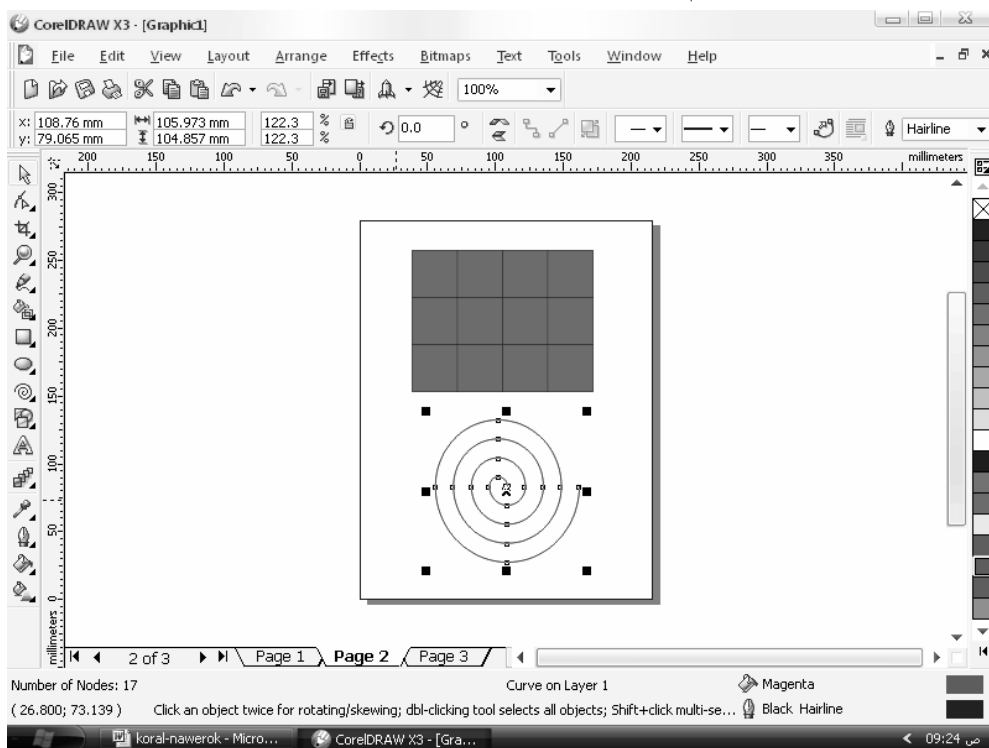 CorelDRAW X3 - [Graphic1]
File Edit View Layout Arrange Effects Bitmaps Text Tools Window Help
100%
x: 108.76 mm 105.973 mm 122.3 % 0.0 ° Hairline
y: 79.065 mm 104.857 mm 122.3 %
200 150 100 50 0 50 100 150 200 250 300 350 millimeters
300
250
200
150
100
50
0
millimeters
2 of 3 Page 1 Page 2 Page 3
Number of Nodes: 17 Curve on Layer 1 Magenta
( 26.800; 73.139 ) Click an object twice for rotating/skewing; dbl-clicking tool selects all objects; Shift+click multi-se... Black Hairline
koral-nawerok - Micro... CorelDRAW X3 - [Gra... 09:24 ص